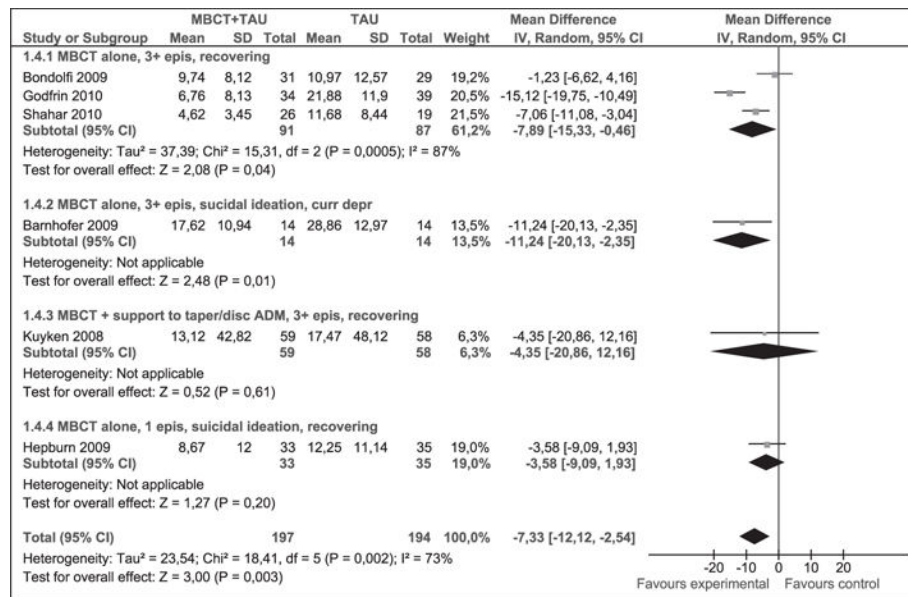 MBCT+TAU TAU Mean Difference Mean Difference
Study or Subgroup Mean SD Total Mean SD Total Weight IV, Random, 95% CI IV, Random, 95% CI
1.4.1 MBCT alone, 3+ epis, recovering
Bondolfi 2009 9,74 8,12 31 10,97 12,57 29 19,2% -1,23 [-6,62, 4,16]
Godfrin 2010 6,76 8,13 34 21,88 11,9 39 20,5% -15,12 [-19,75, -10,49]
Shahar 2010 4,62 3,45 26 11,68 8,44 19 21,5% -7,06 [-11,08, -3,04]
Subtotal (95% CI) 91 87 61,2% -7,89 [-15,33, -0,46]
Heterogeneity: Tau² = 37,39; Chi² = 15,31, df = 2 (P = 0,0005); I² = 87%
Test for overall effect: Z = 2,08 (P = 0,04)
1.4.2 MBCT alone, 3+ epis, sucidal ideation, curr depr
Barnhofer 2009 17,62 10,94 14 28,86 12,97 14 13,5% -11,24 [-20,13, -2,35]
Subtotal (95% CI) 14 14 13,5% -11,24 [-20,13, -2,35]
Heterogeneity: Not applicable
Test for overall effect: Z = 2,48 (P = 0,01)
1.4.3 MBCT + support to taper/disc ADM, 3+ epis, recovering
Kuyken 2008 13,12 42,82 59 17,47 48,12 58 6,3% -4,35 [-20,86, 12,16]
Subtotal (95% CI) 59 58 6,3% -4,35 [-20,86, 12,16]
Heterogeneity: Not applicable
Test for overall effect: Z = 0,52 (P = 0,61)
1.4.4 MBCT alone, 1 epis, suicidal ideation, recovering
Hepburn 2009 8,67 12 33 12,25 11,14 35 19,0% -3,58 [-9,09, 1,93]
Subtotal (95% CI) 33 35 19,0% -3,58 [-9,09, 1,93]
Heterogeneity: Not applicable
Test for overall effect: Z = 1,27 (P = 0,20)
Total (95% CI) 197 194 100,0% -7,33 [-12,12, -2,54]
Heterogeneity: Tau² = 23,54; Chi² = 18,41, df = 5 (P = 0,002); I² = 73%
Test for overall effect: Z = 3,00 (P = 0,003)
-20 -10 0 10 20
Favours experimental Favours control